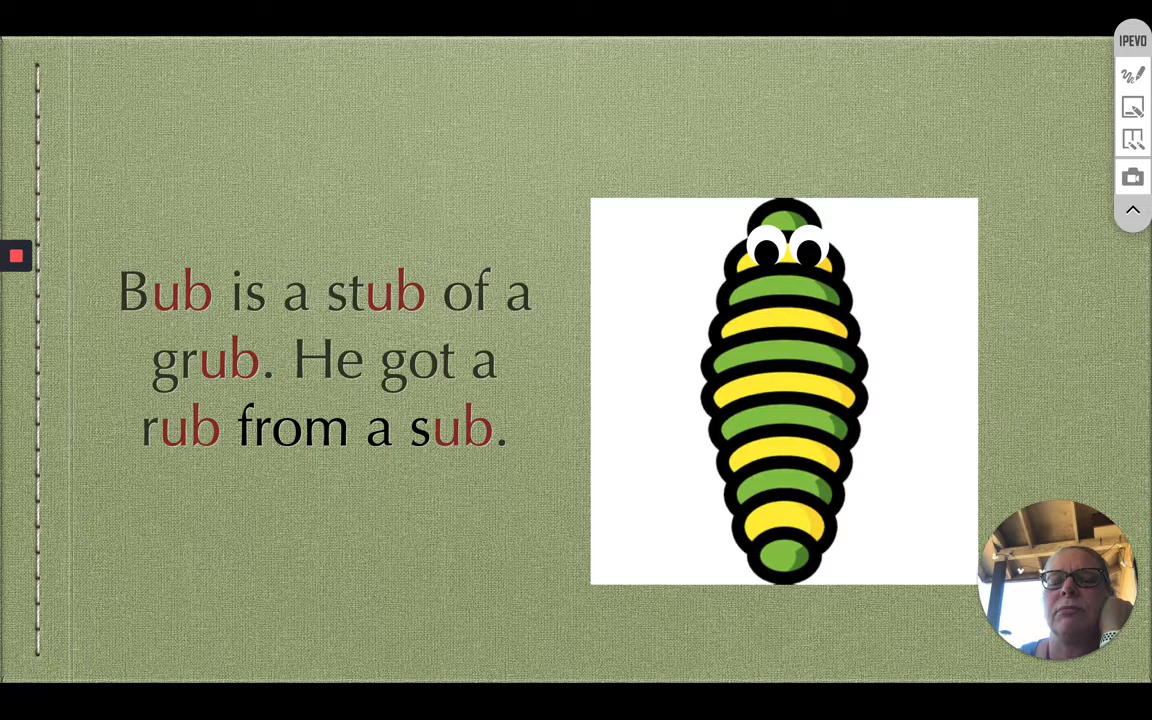 IPEVO
Bub is a stub of a
grub. He got a
rub from a sub.